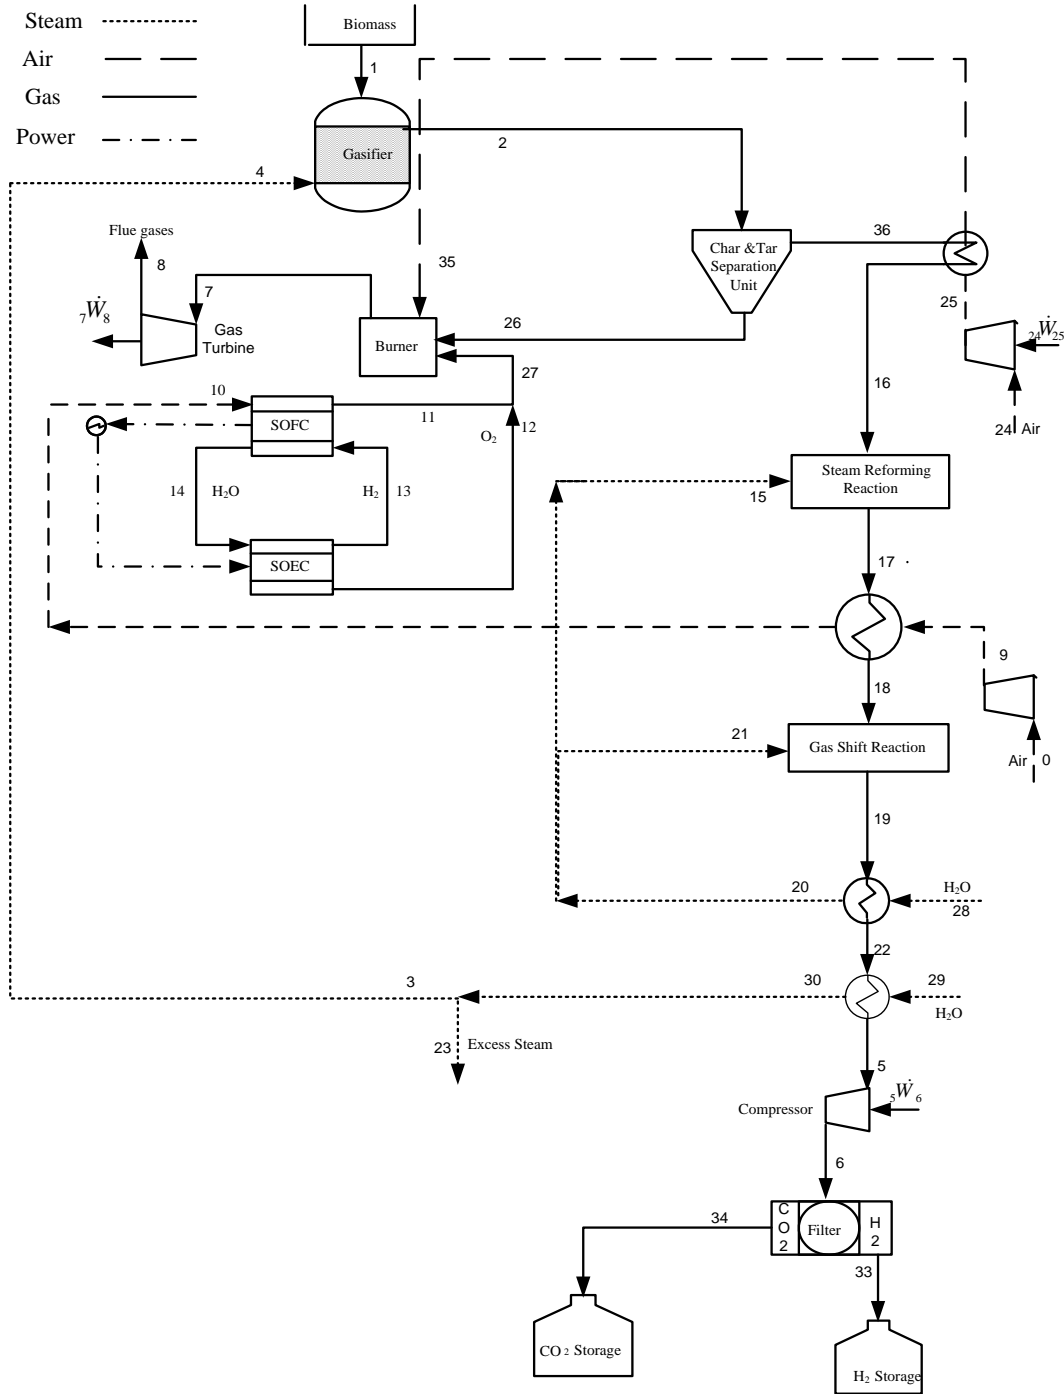 Steam
Air
Gas
Power
Biomass
1
Gasifier
2
4
Flue gases
8
7
35
Char &Tar
Separation
Unit
36
25
₇Ẇ₈
Gas
Turbine
Burner
26
27
₂₄Ẇ₂₅
16
24 Air
10
SOFC
11
O₂
12
14
H₂O
H₂
13
SOEC
15
Steam Reforming
Reaction
17
9
18
21
Gas Shift Reaction
Air
0
19
20
H₂O
28
22
3
30
29
H₂O
23
Excess Steam
5
Compressor
₅Ẇ₆
6
34
C
O
2
Filter
H
2
33
CO₂ Storage
H₂ Storage